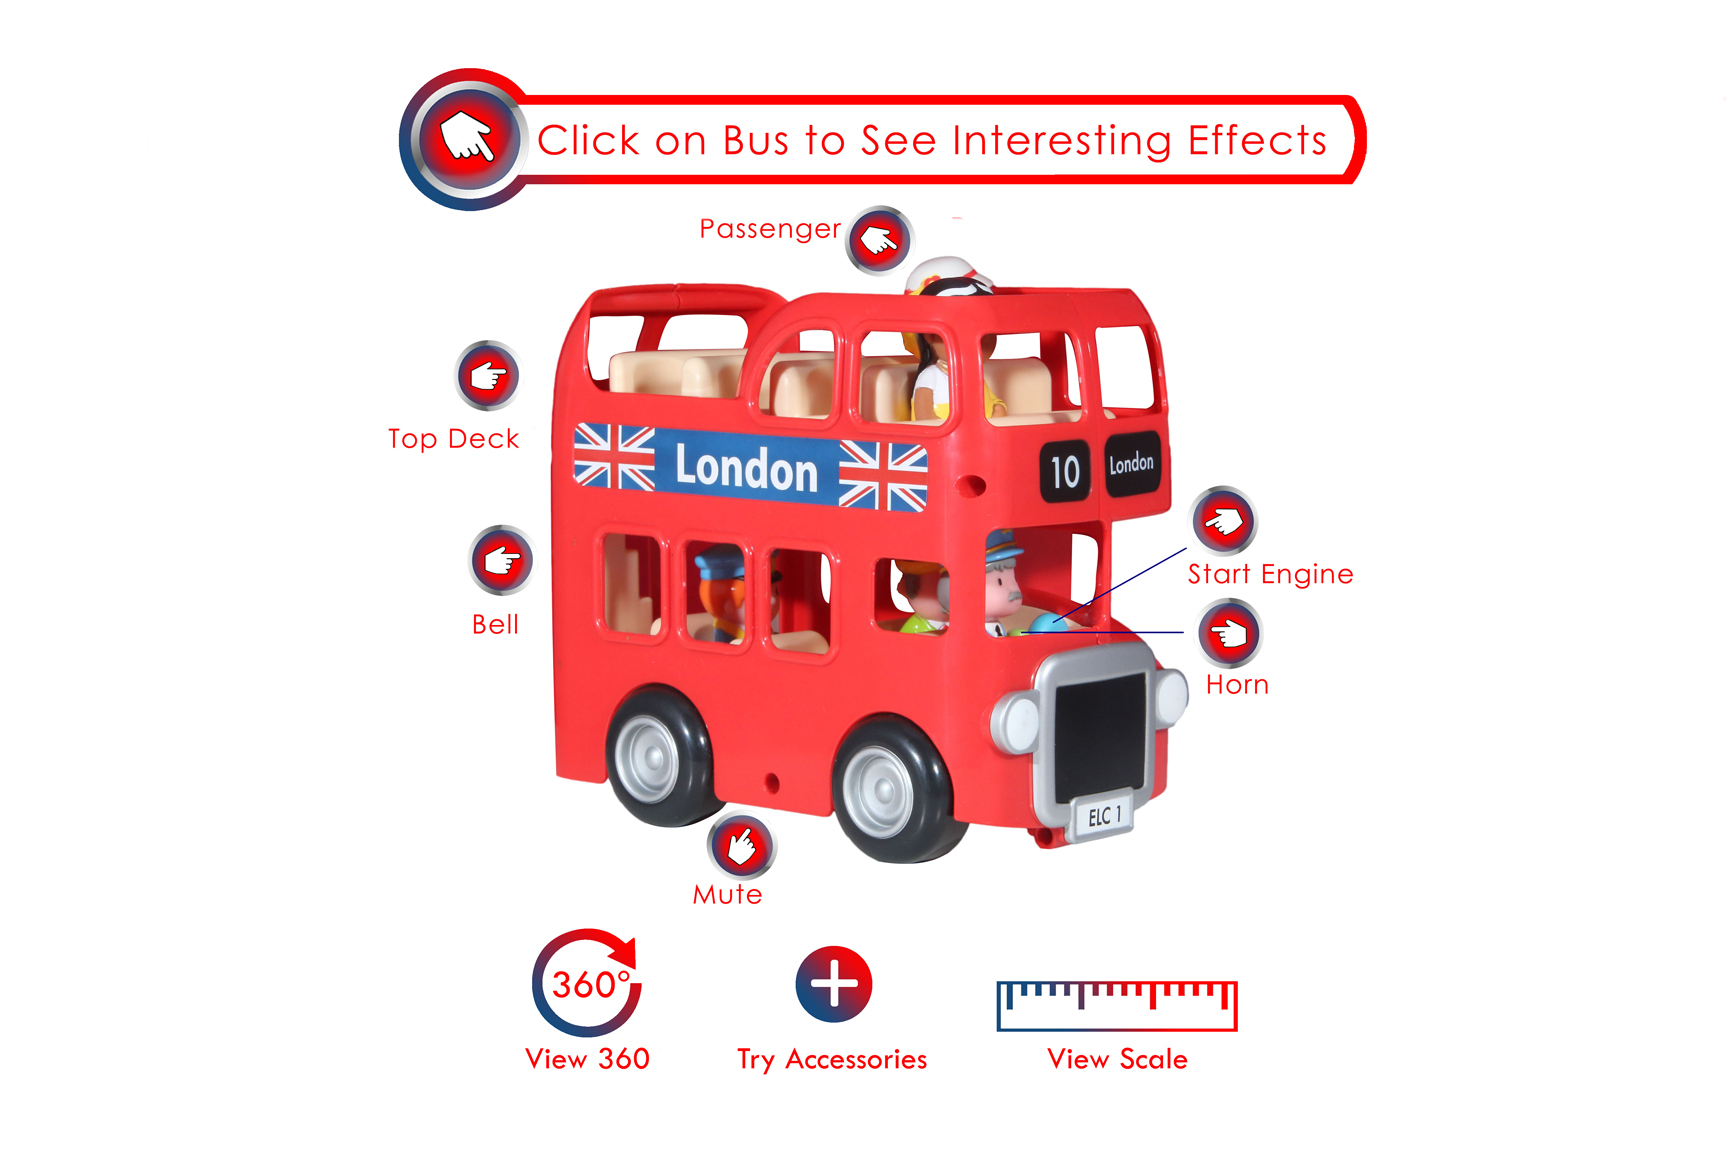 Click on Bus to See Interesting Effects
Passenger
Top Deck
London
10
London
Start Engine
Bell
Horn
ELC 1
Mute
360°
View 360
Try Accessories
View Scale